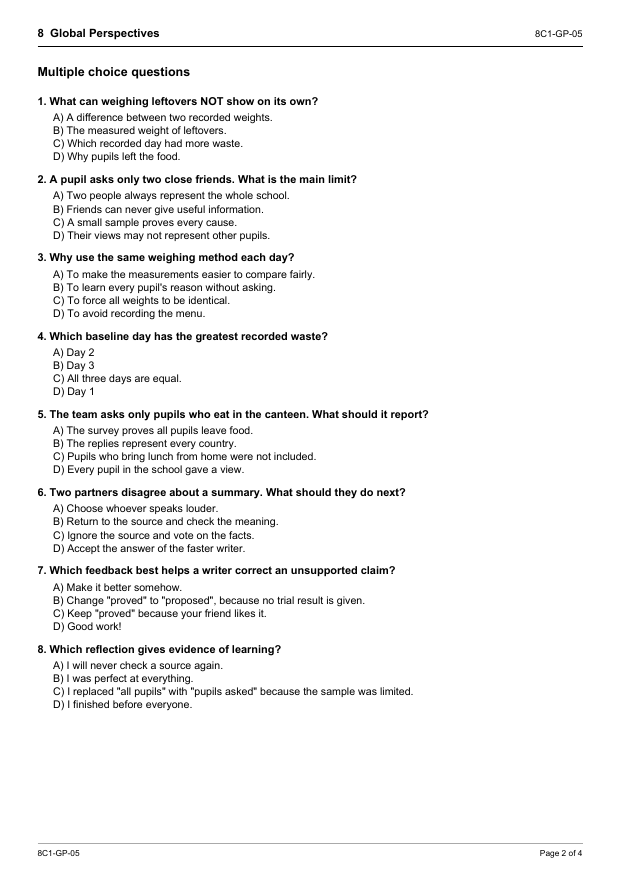 8 Global Perspectives
8C1-GP-05
Multiple choice questions
1. What can weighing leftovers NOT show on its own?
A) A difference between two recorded weights.
B) The measured weight of leftovers.
C) Which recorded day had more waste.
D) Why pupils left the food.
2. A pupil asks only two close friends. What is the main limit?
A) Two people always represent the whole school.
B) Friends can never give useful information.
C) A small sample proves every cause.
D) Their views may not represent other pupils.
3. Why use the same weighing method each day?
A) To make the measurements easier to compare fairly.
B) To learn every pupil's reason without asking.
C) To force all weights to be identical.
D) To avoid recording the menu.
4. Which baseline day has the greatest recorded waste?
A) Day 2
B) Day 3
C) All three days are equal.
D) Day 1
5. The team asks only pupils who eat in the canteen. What should it report?
A) The survey proves all pupils leave food.
B) The replies represent every country.
C) Pupils who bring lunch from home were not included.
D) Every pupil in the school gave a view.
6. Two partners disagree about a summary. What should they do next?
A) Choose whoever speaks louder.
B) Return to the source and check the meaning.
C) Ignore the source and vote on the facts.
D) Accept the answer of the faster writer.
7. Which feedback best helps a writer correct an unsupported claim?
A) Make it better somehow.
B) Change "proved" to "proposed", because no trial result is given.
C) Keep "proved" because your friend likes it.
D) Good work!
8. Which reflection gives evidence of learning?
A) I will never check a source again.
B) I was perfect at everything.
C) I replaced "all pupils" with "pupils asked" because the sample was limited.
D) I finished before everyone.
8C1-GP-05
Page 2 of 4